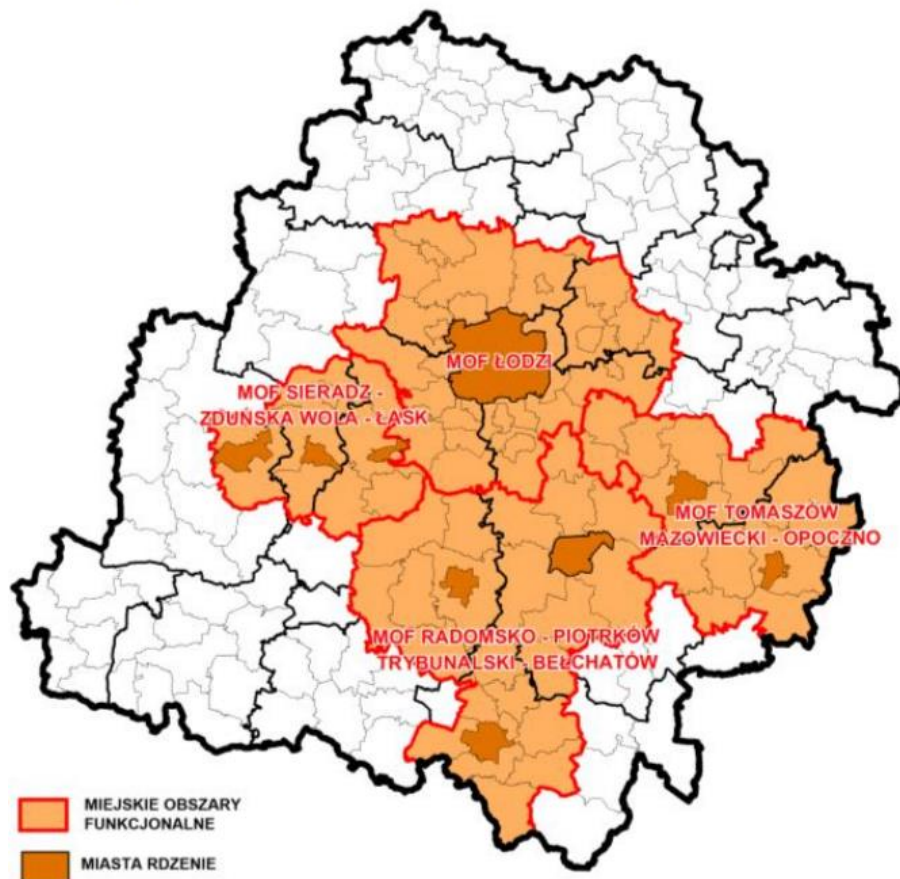 MOF ŁODZI
MOF SIERADZ -
ZDUŃSKA WOLA - ŁASK
MOF TOMASZÓW
MAZOWIECKI - OPOCZNO
MOF RADOMSKO - PIOTRKÓW
TRYBUNALSKI - BEŁCHATÓW
MIEJSKIE OBSZARY
FUNKCJONALNE
MIASTA RDZENIE